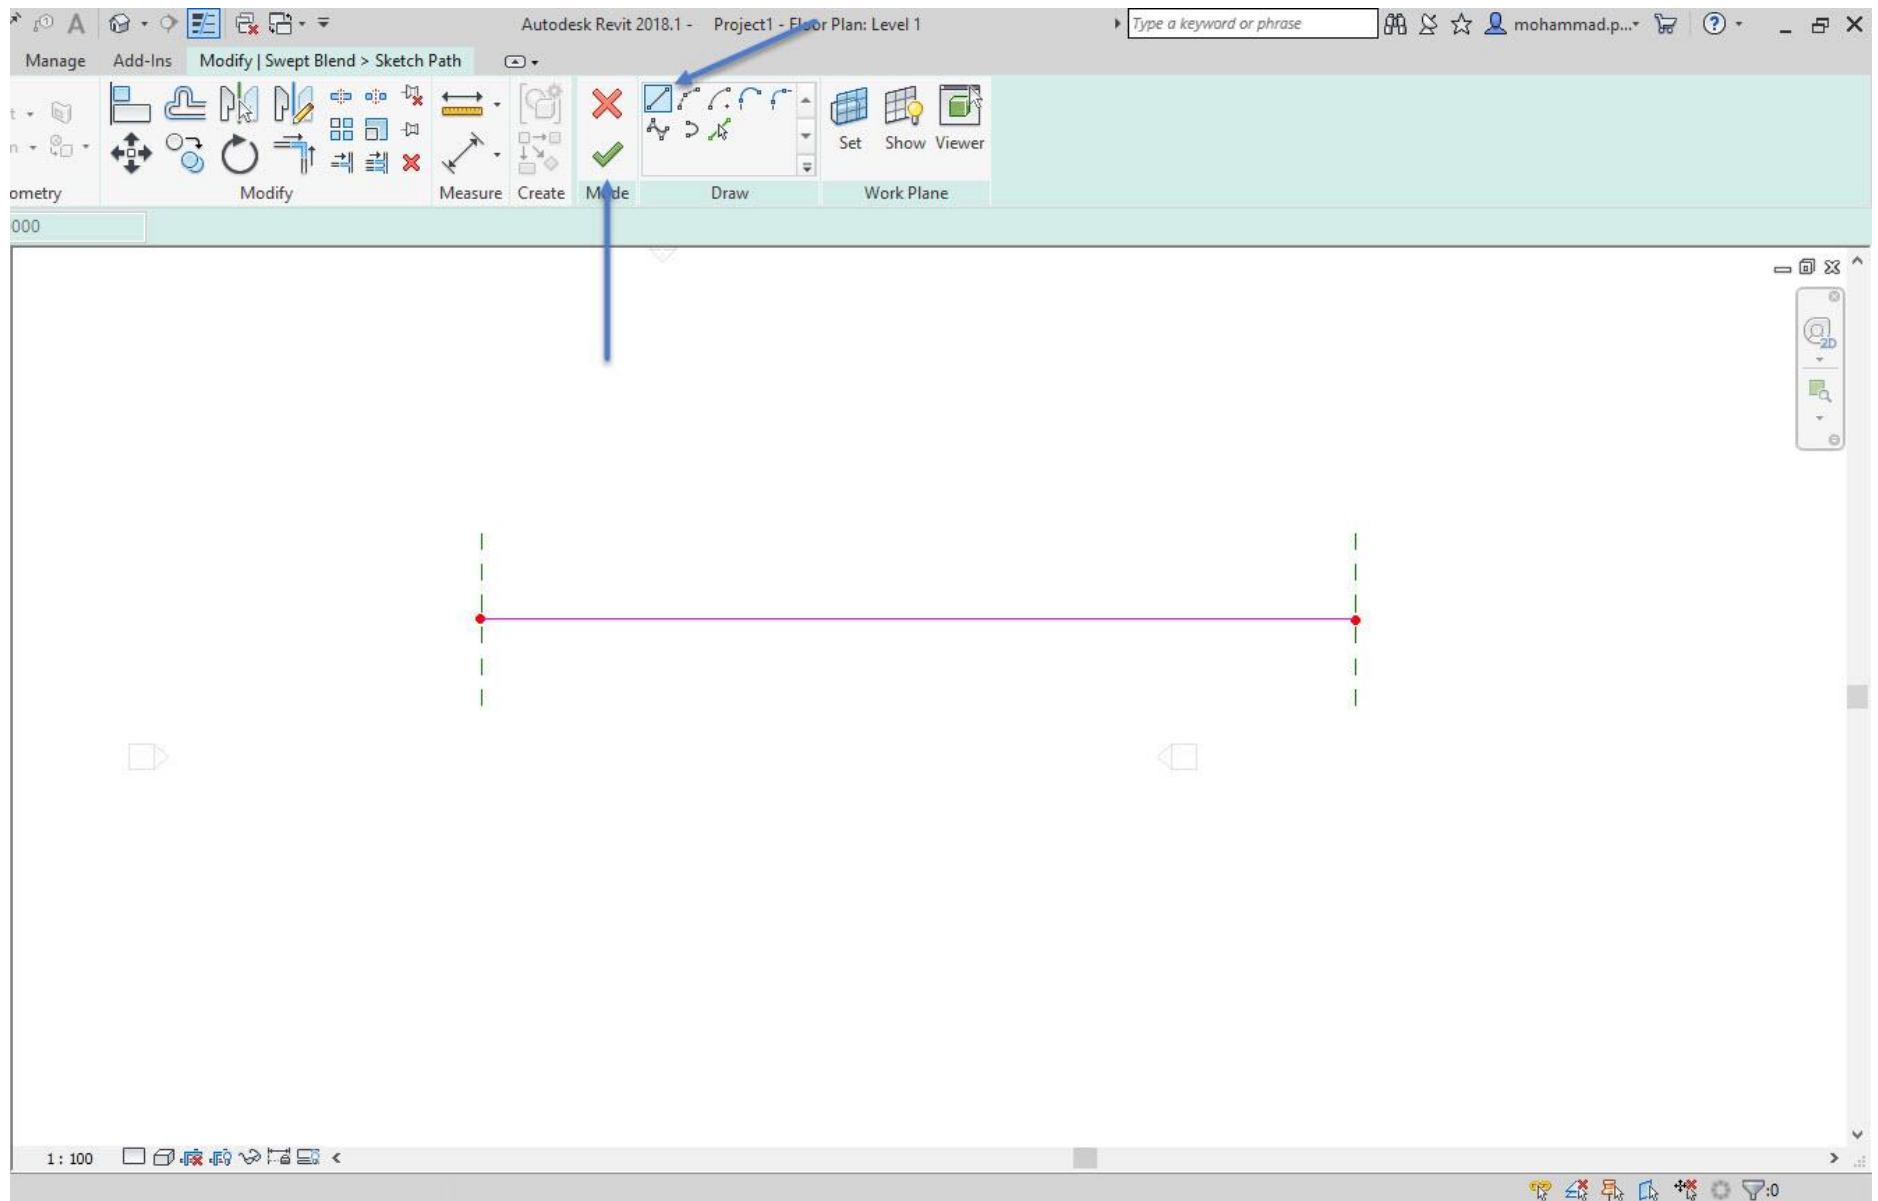 A Autodesk Revit 2018.1 - Project1 - Floor Plan: Level 1 Type a keyword or phrase mohammad.p...
Manage Add-Ins Modify | Swept Blend > Sketch Path
Set Show Viewer
ometry Modify Measure Create Mode Draw Work Plane
000
2D
1 : 100
:0